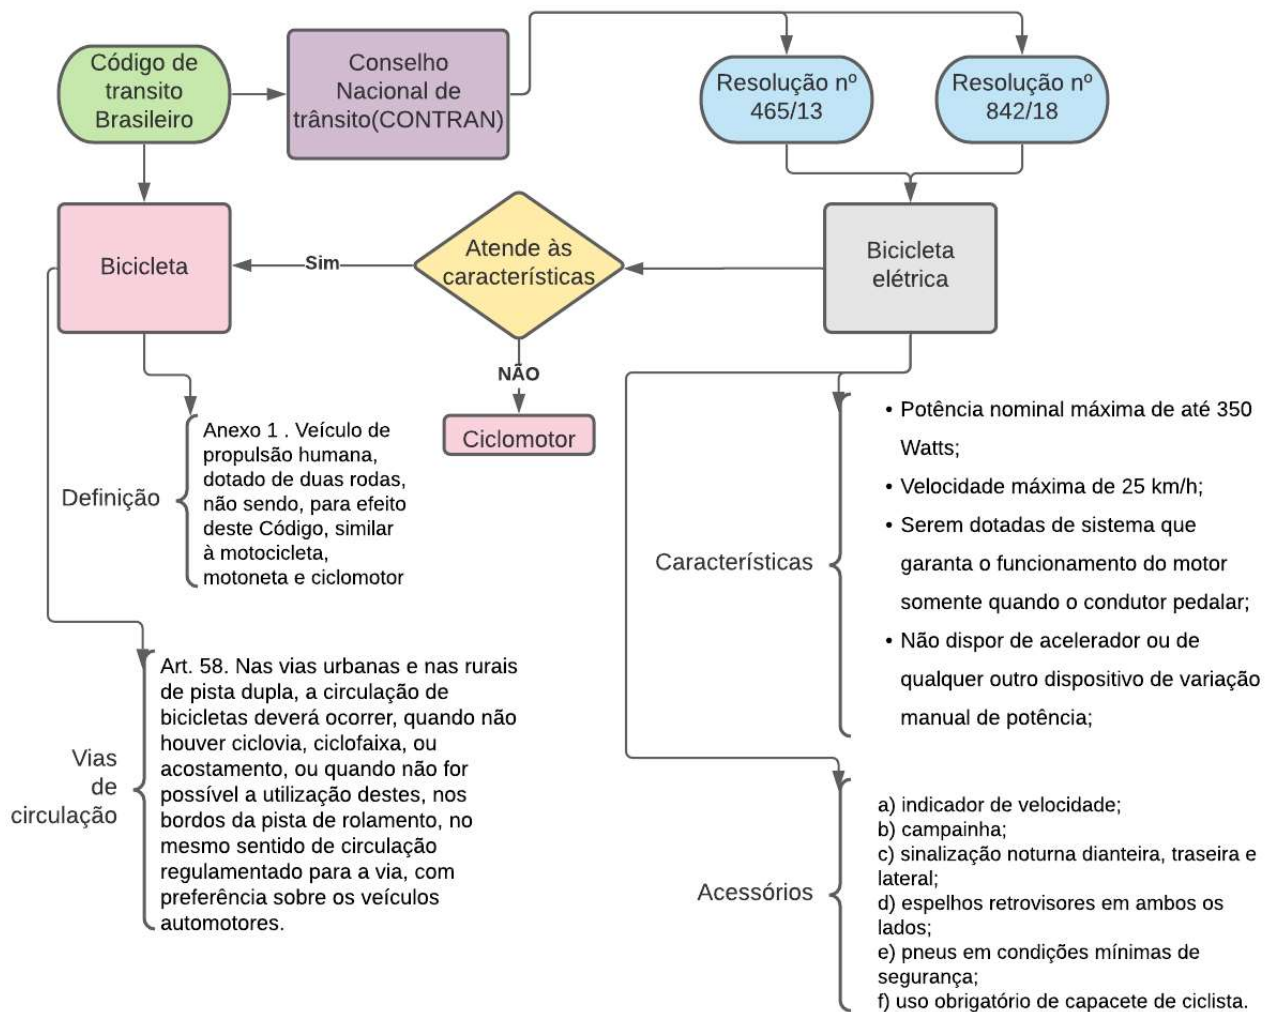 Código de
transito
Brasileiro
Conselho
Nacional de
trânsito(CONTRAN)
Resolução nº
465/13
Resolução nº
842/18
Bicicleta
Sim
Atende às
características
Bicicleta
elétrica
NÃO
Ciclomotor
Definição
Anexo 1 . Veículo de
propulsão humana,
dotado de duas rodas,
não sendo, para efeito
deste Código, similar
à motocicleta,
motoneta e ciclomotor
Características
• Potência nominal máxima de até 350
Watts;
• Velocidade máxima de 25 km/h;
• Serem dotadas de sistema que
garanta o funcionamento do motor
somente quando o condutor pedalar;
• Não dispor de acelerador ou de
qualquer outro dispositivo de variação
manual de potência;
Vias
de
circulação
Art. 58. Nas vias urbanas e nas rurais
de pista dupla, a circulação de
bicicletas deverá ocorrer, quando não
houver ciclovia, ciclofaixa, ou
acostamento, ou quando não for
possível a utilização destes, nos
bordos da pista de rolamento, no
mesmo sentido de circulação
regulamentado para a via, com
preferência sobre os veículos
automotores.
Acessórios
a) indicador de velocidade;
b) campainha;
c) sinalização noturna dianteira, traseira e
lateral;
d) espelhos retrovisores em ambos os
lados;
e) pneus em condições mínimas de
segurança;
f) uso obrigatório de capacete de ciclista.